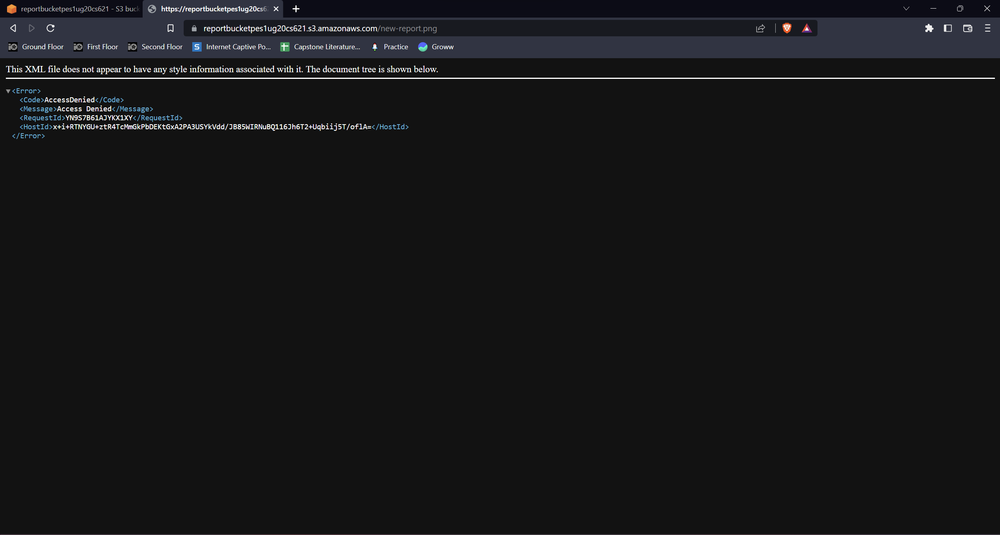 reportbucketpes1ug20cs621 - S3 buck
https://reportbucketpes1ug20cs62
reportbucketpes1ug20cs621.s3.amazonaws.com/new-report.png
Ground Floor First Floor Second Floor Internet Captive Po... Capstone Literature... Practice Groww
This XML file does not appear to have any style information associated with it. The document tree is shown below.
▼<Error>
<Code>AccessDenied</Code>
<Message>Access Denied</Message>
<RequestId>YN9S7B61AJYKX1XY</RequestId>
<HostId>x+i+RTNYGU+ztR4TcMmGkPbDEKtGxA2PA3USYkVdd/JB85WIRNuBQ116Jh6T2+Uqbiij5T/oflA=</HostId>
</Error>